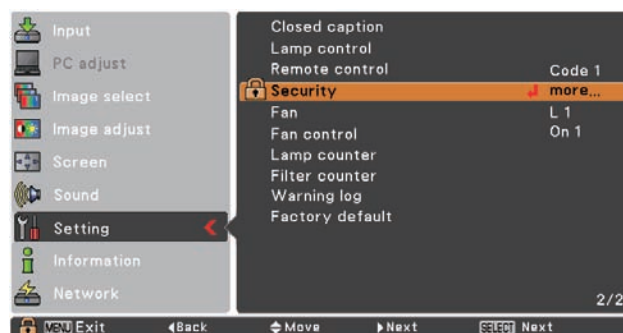 Input
PC adjust
Image select
Image adjust
Screen
Sound
Setting
Information
Network
Closed caption
Lamp control
Remote control Code 1
Security more...
Fan L 1
Fan control On 1
Lamp counter
Filter counter
Warning log
Factory default
2/2
MENU Exit Back Move Next SELECT Next